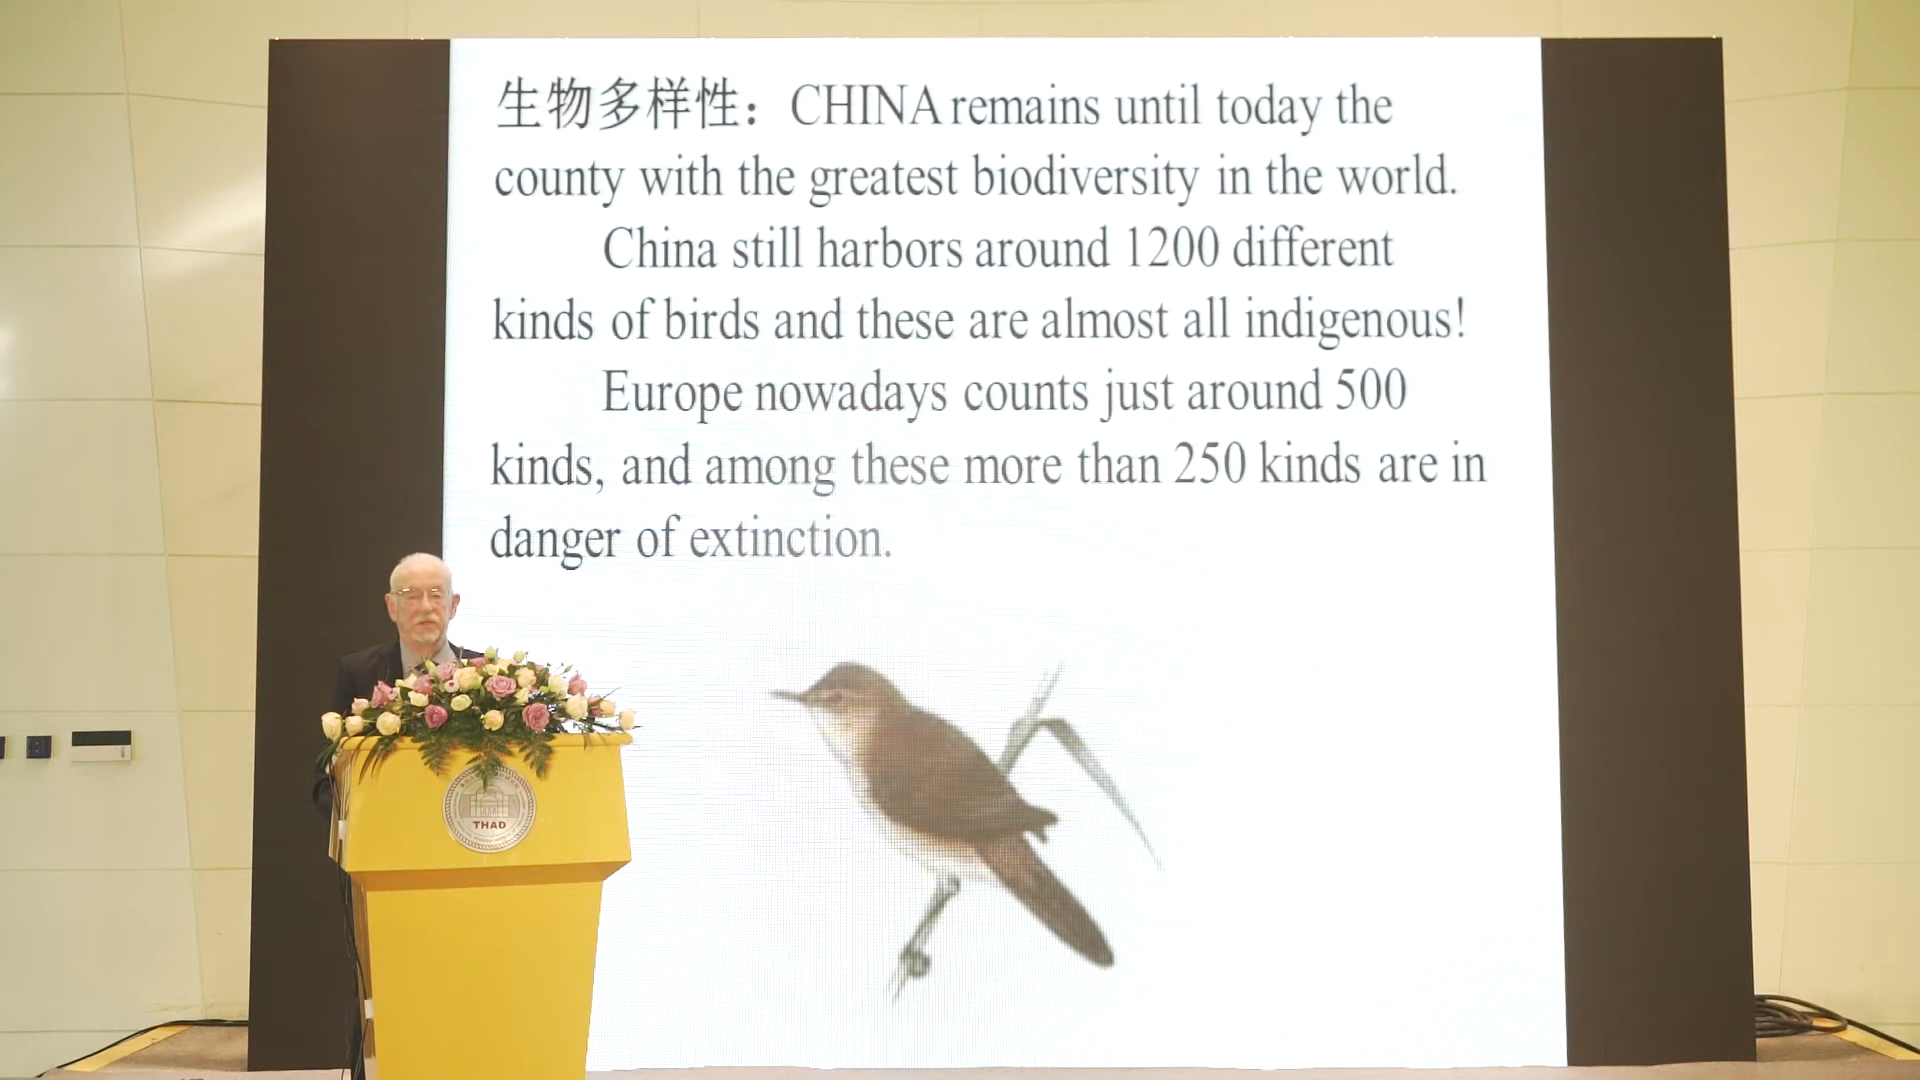 生物多样性：CHINA remains until today the
county with the greatest biodiversity in the world.
China still harbors around 1200 different
kinds of birds and these are almost all indigenous!
Europe nowadays counts just around 500
kinds, and among these more than 250 kinds are in
danger of extinction.
THAD